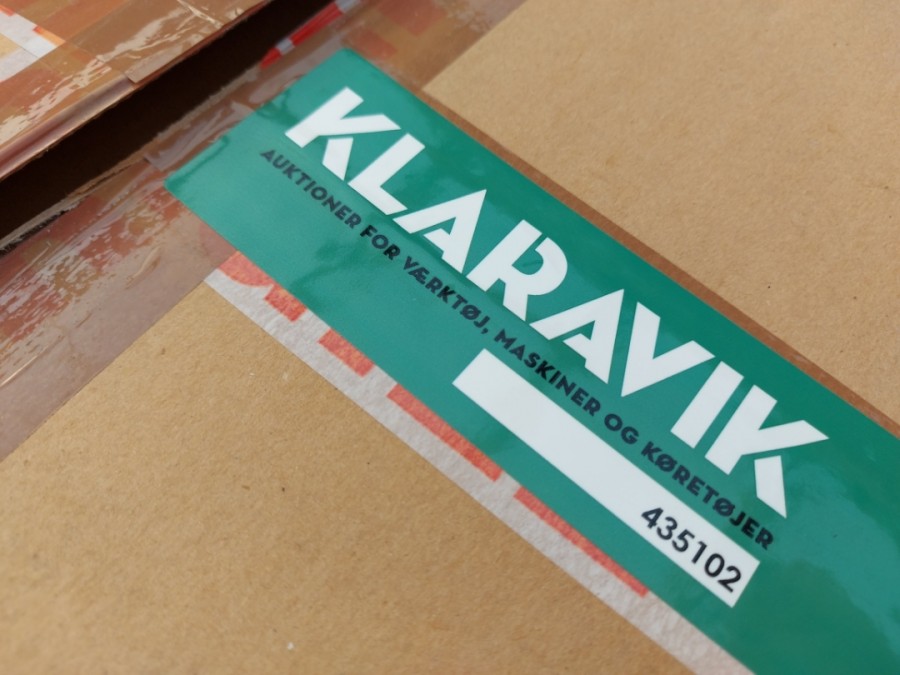 KLARAVIK
AUKTIONER FOR VÆRKTØJ, MASKINER OG KØRETØJER
435102